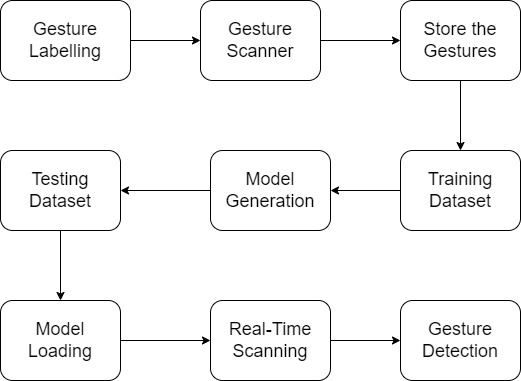 Gesture
Labelling
Gesture
Scanner
Store the
Gestures
Testing
Dataset
Model
Generation
Training
Dataset
Model
Loading
Real-Time
Scanning
Gesture
Detection